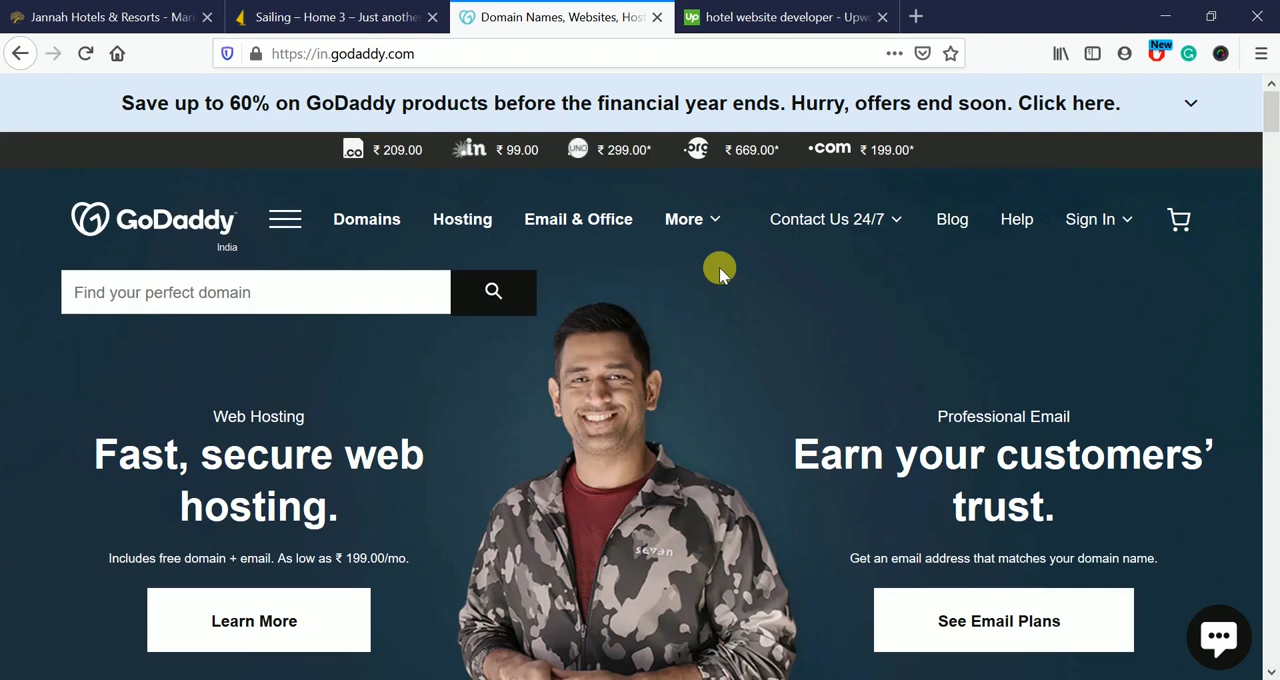 Jannah Hotels & Resorts - Mari
Sailing – Home 3 – Just anothe
Domain Names, Websites, Hos
hotel website developer - Upw
https://in.godaddy.com
New
Save up to 60% on GoDaddy products before the financial year ends. Hurry, offers end soon. Click here.
.co ₹ 209.00 .in ₹ 99.00 .UNO ₹ 299.00* .org ₹ 669.00* .com ₹ 199.00*
GoDaddy Domains Hosting Email & Office More Contact Us 24/7 Blog Help Sign In
India
Find your perfect domain
Web Hosting
Fast, secure web
hosting.
Includes free domain + email. As low as ₹ 199.00/mo.
Learn More
seven
Professional Email
Earn your customers’
trust.
Get an email address that matches your domain name.
See Email Plans